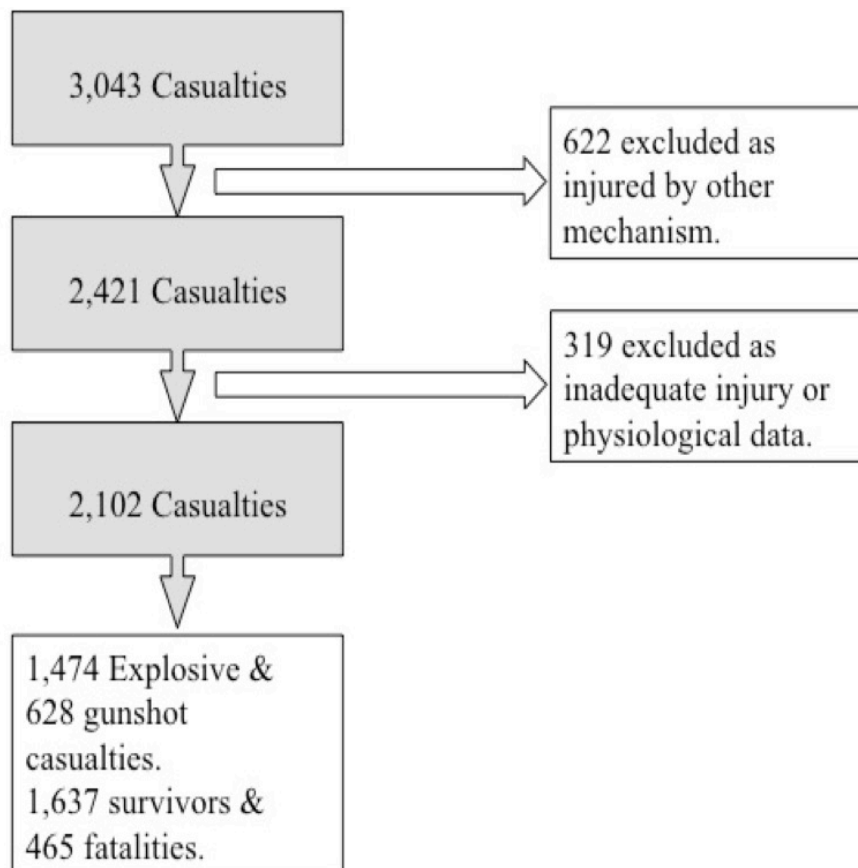 3,043 Casualties
622 excluded as
injured by other
mechanism.
2,421 Casualties
319 excluded as
inadequate injury or
physiological data.
2,102 Casualties
1,474 Explosive &
628 gunshot
casualties.
1,637 survivors &
465 fatalities.